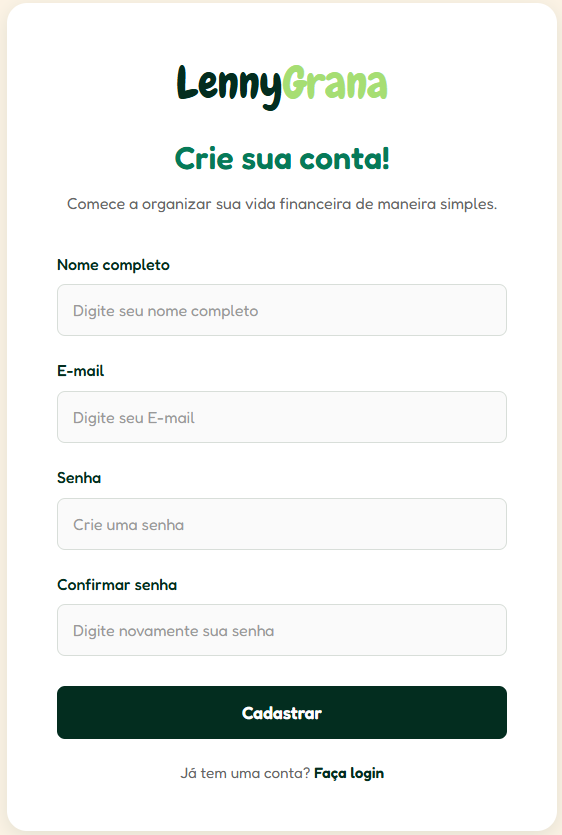 LennyGrana
Crie sua conta!
Comece a organizar sua vida financeira de maneira simples.
Nome completo
Digite seu nome completo
E-mail
Digite seu E-mail
Senha
Crie uma senha
Confirmar senha
Digite novamente sua senha
Cadastrar
Já tem uma conta? Faça login